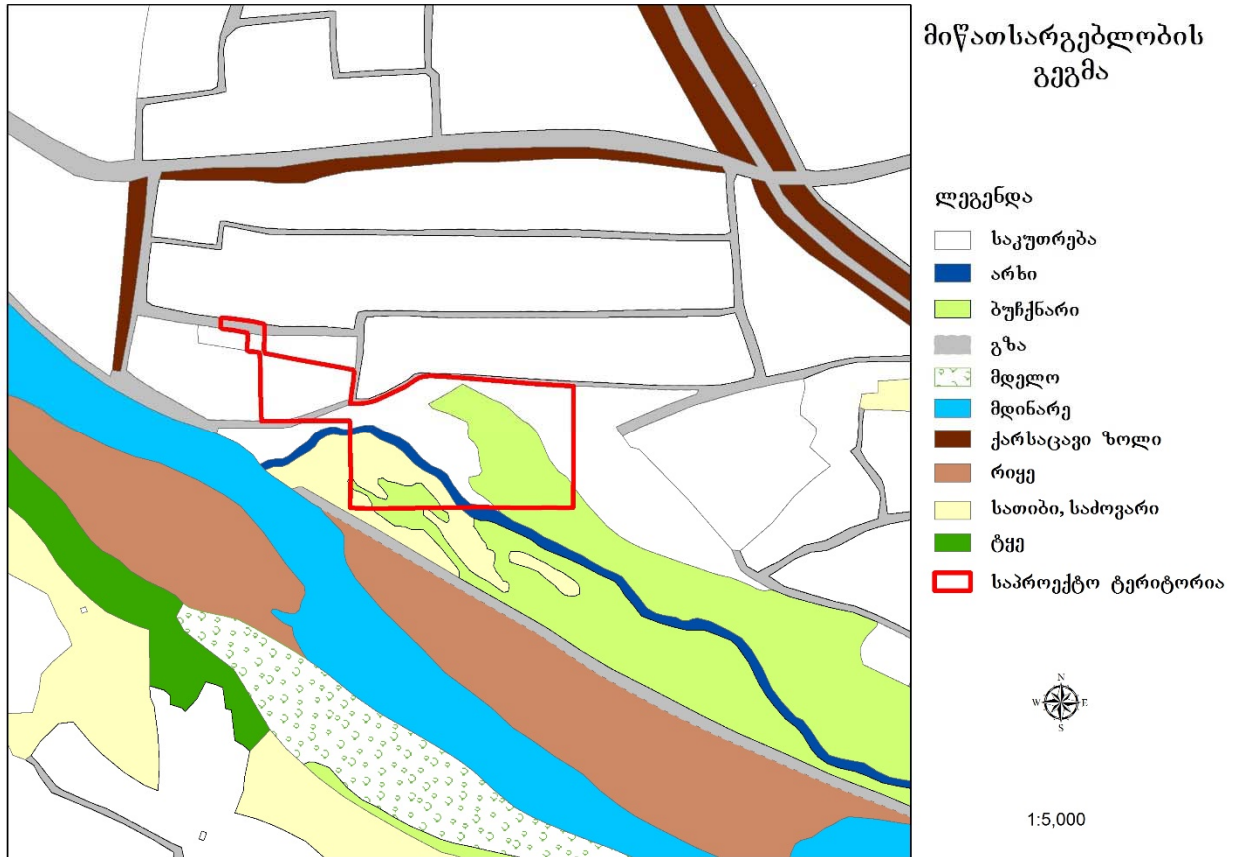 მიწათსარგებლობის
გეგმა
ლეგენდა
საკუთრება
არხი
ბუჩქნარი
გზა
მდელო
მდინარე
ქარსაცავი ზოლი
რიყე
სათიბი, საძოვარი
ტყე
საპროექტო ტერიტორია
N
W E
S
1:5,000